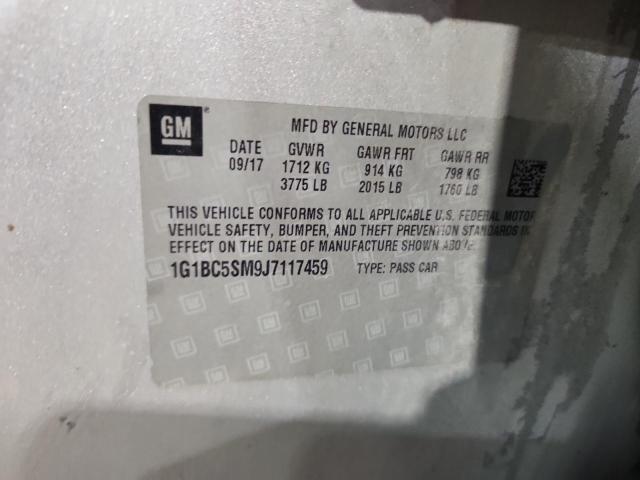 GM
MFD BY GENERAL MOTORS LLC
DATE GVWR GAWR FRT GAWR RR
09/17 1712 KG 914 KG 798 KG
3775 LB 2015 LB 1760 LB
THIS VEHICLE CONFORMS TO ALL APPLICABLE U.S. FEDERAL MOTOR
VEHICLE SAFETY, BUMPER, AND THEFT PREVENTION STANDARDS IN
EFFECT ON THE DATE OF MANUFACTURE SHOWN ABOVE.
1G1BC5SM9J7117459 TYPE: PASS CAR